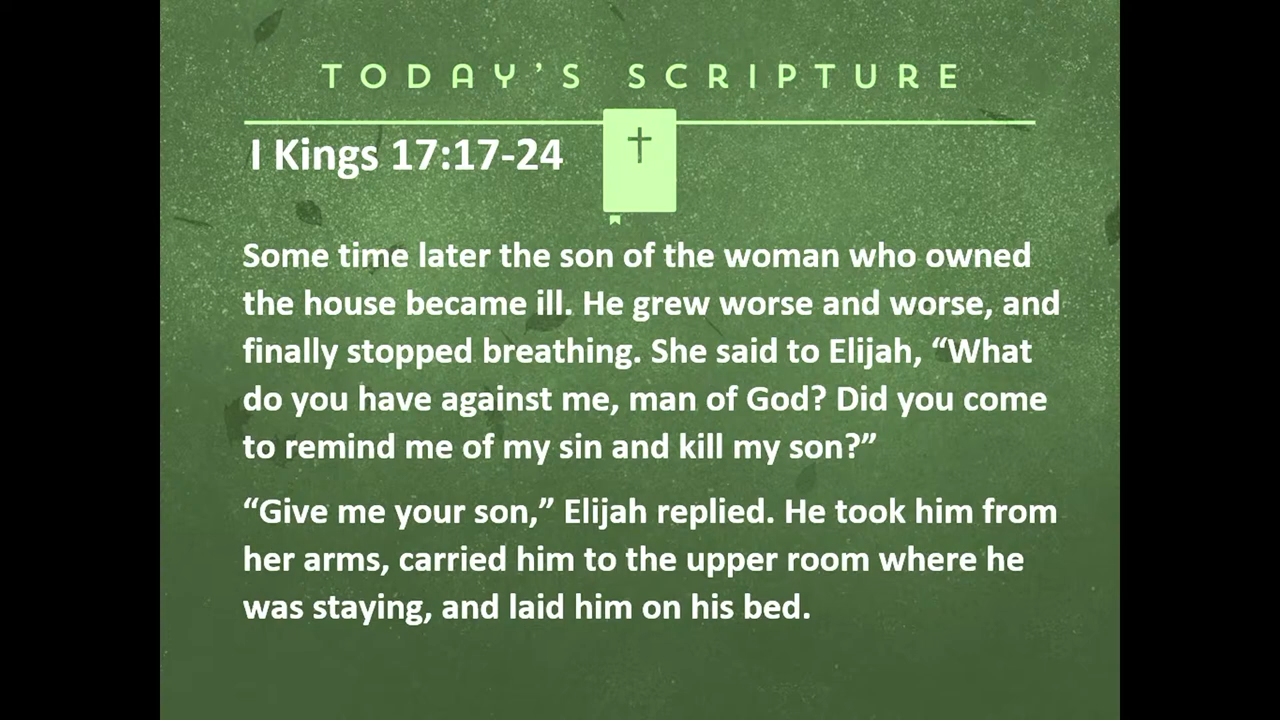 TODAY’S SCRIPTURE
I Kings 17:17-24
Some time later the son of the woman who owned
the house became ill. He grew worse and worse, and
finally stopped breathing. She said to Elijah, “What
do you have against me, man of God? Did you come
to remind me of my sin and kill my son?”
“Give me your son,” Elijah replied. He took him from
her arms, carried him to the upper room where he
was staying, and laid him on his bed.